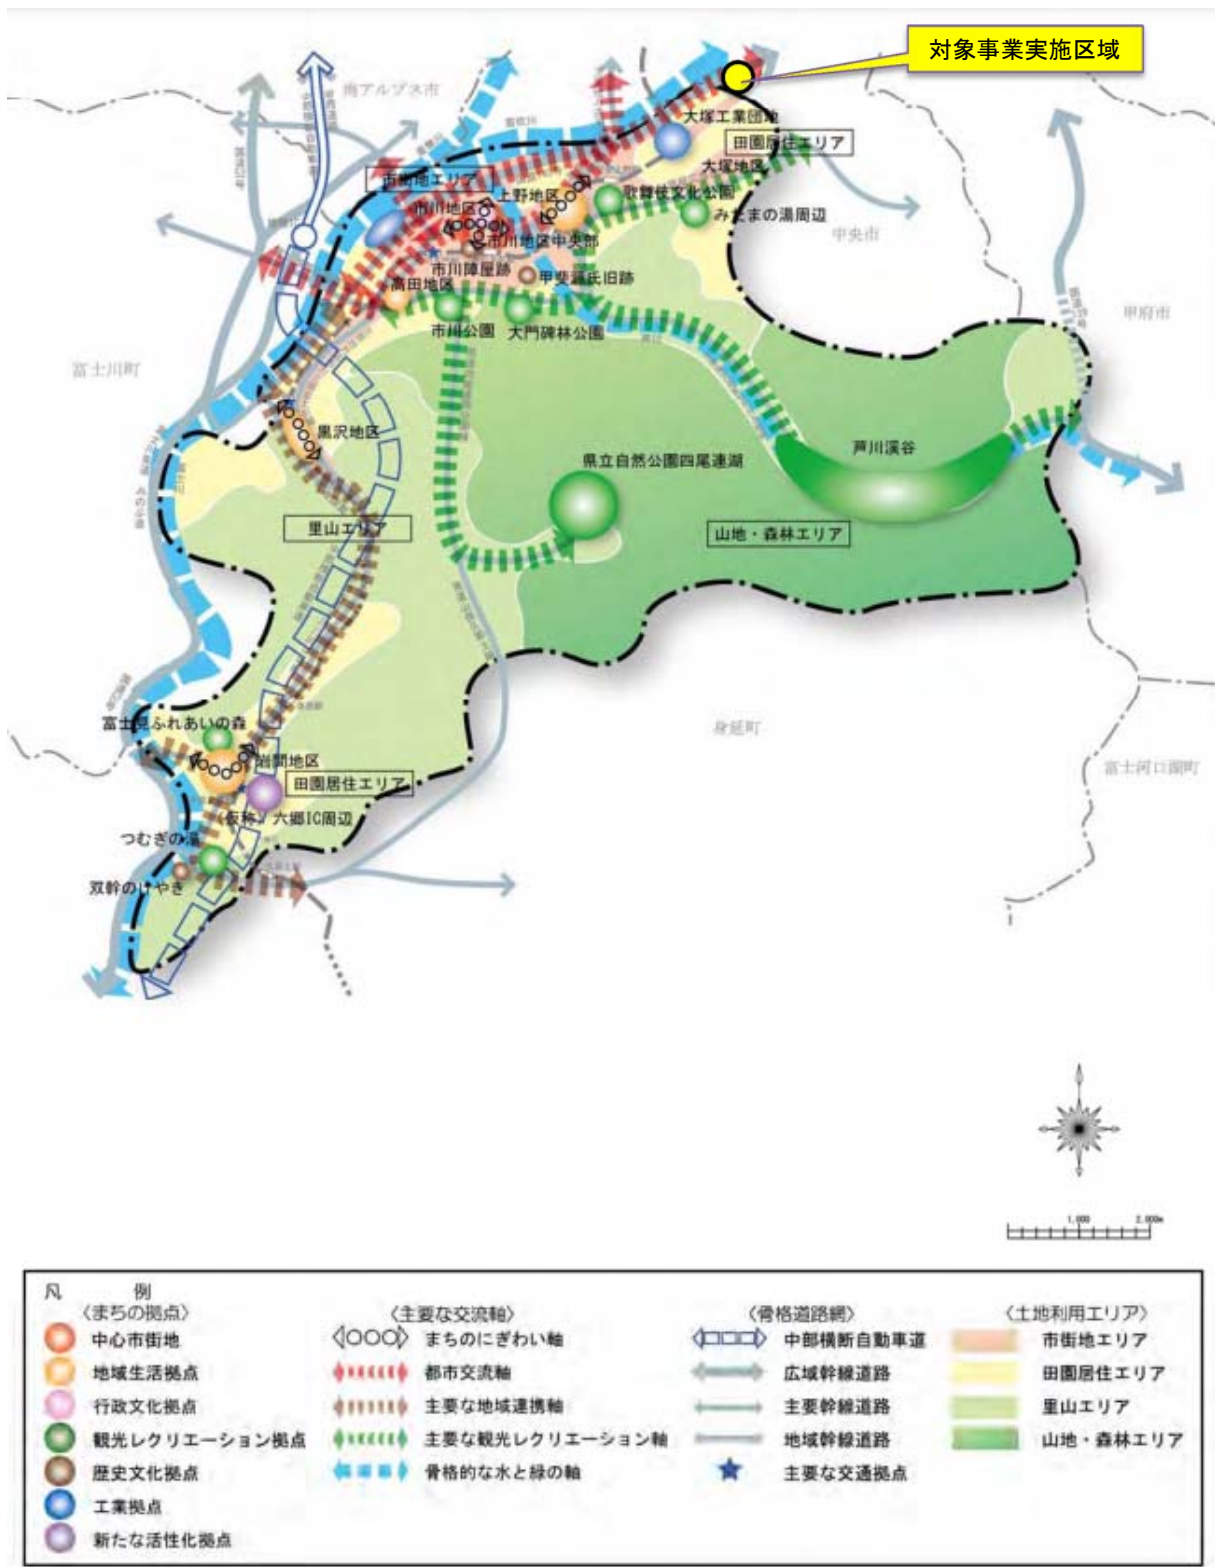 対象事業実施区域
南アルプス市
大塚工業団地
田園居住エリア
大塚地区
市街地エリア
市川地区
上野地区
歌舞伎文化公園
みたまの湯周辺
中央市
市川地区中央部
市川陣屋跡
甲斐源氏旧跡
高田地区
市川公園
大門碑林公園
甲府市
富士川町
黒沢地区
芦川渓谷
県立自然公園四尾連湖
里山エリア
山地・森林エリア
富士見ふれあいの森
岩間地区
身延町
富士河口湖町
田園居住エリア
(仮称) 六郷IC周辺
つむぎの湯
双幹のけやき
1,000 2,000m
凡 例
〈まちの拠点〉
中心市街地
地域生活拠点
行政文化拠点
観光レクリエーション拠点
歴史文化拠点
工業拠点
新たな活性化拠点
〈主要な交流軸〉
まちのにぎわい軸
都市交流軸
主要な地域連携軸
主要な観光レクリエーション軸
骨格的な水と緑の軸
〈骨格道路網〉
中部横断自動車道
広域幹線道路
主要幹線道路
地域幹線道路
主要な交通拠点
〈土地利用エリア〉
市街地エリア
田園居住エリア
里山エリア
山地・森林エリア